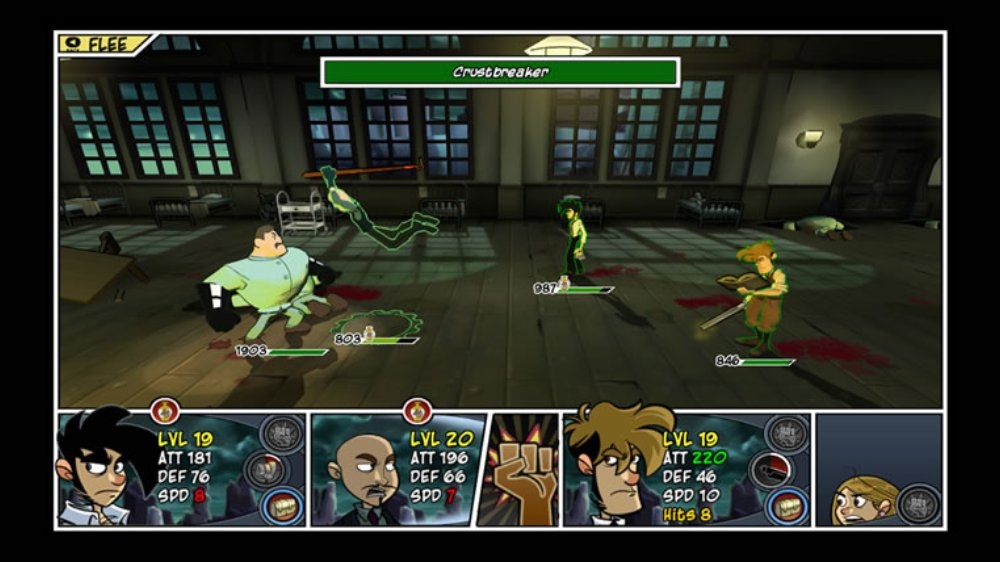 FLEE
Crustbreaker
1903
803
987
846
LVL 19
ATT 181
DEF 76
SPD 8
LVL 20
ATT 196
DEF 66
SPD 7
LVL 19
ATT 220
DEF 46
SPD 10
Hits 8